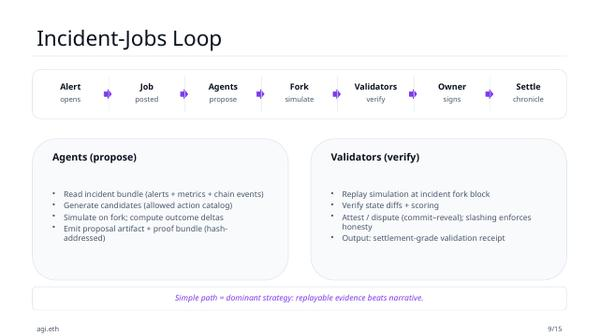 Incident-Jobs Loop
Alert
opens
Job
posted
Agents
propose
Fork
simulate
Validators
verify
Owner
signs
Settle
chronicle
Agents (propose)
• Read incident bundle (alerts + metrics + chain events)
• Generate candidates (allowed action catalog)
• Simulate on fork; compute outcome deltas
• Emit proposal artifact + proof bundle (hash-
addressed)
Validators (verify)
• Replay simulation at incident fork block
• Verify state diffs + scoring
• Attest / dispute (commit–reveal); slashing enforces
honesty
• Output: settlement-grade validation receipt
Simple path = dominant strategy: replayable evidence beats narrative.
agi.eth
9/15